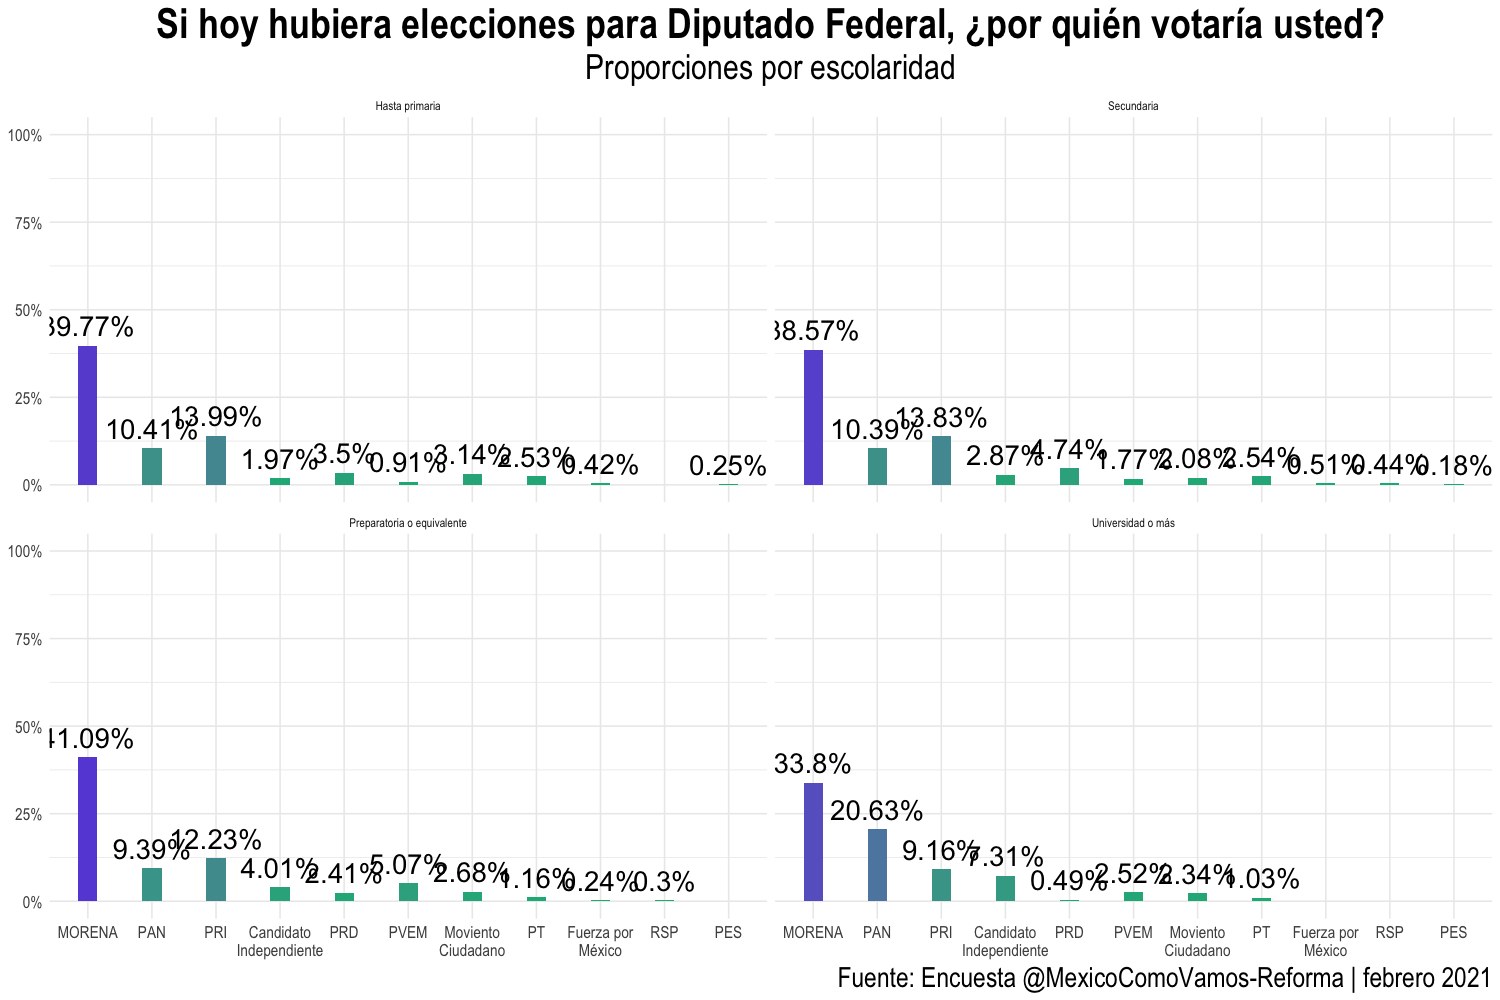 Si hoy hubiera elecciones para Diputado Federal, ¿por quién votaría usted?
Proporciones por escolaridad
Hasta primaria
100%
75%
50%
25%
0%
39.77%
10.41%
13.99%
1.97%
3.5%
0.91%
3.14%
2.53%
0.42%
0.25%
Secundaria
38.57%
10.39%
13.83%
2.87%
4.74%
1.77%
2.08%
2.54%
0.51%
0.44%
0.18%
Preparatoria o equivalente
100%
75%
50%
25%
0%
41.09%
9.39%
12.23%
4.01%
2.41%
5.07%
2.68%
1.16%
0.24%
0.3%
MORENA
PAN
PRI
Candidato
Independiente
PRD
PVEM
Moviento
Ciudadano
PT
Fuerza por
México
RSP
PES
Universidad o más
33.8%
20.63%
9.16%
7.31%
0.49%
2.52%
2.34%
1.03%
MORENA
PAN
PRI
Candidato
Independiente
PRD
PVEM
Moviento
Ciudadano
PT
Fuerza por
México
RSP
PES
Fuente: Encuesta @MexicoComoVamos-Reforma | febrero 2021